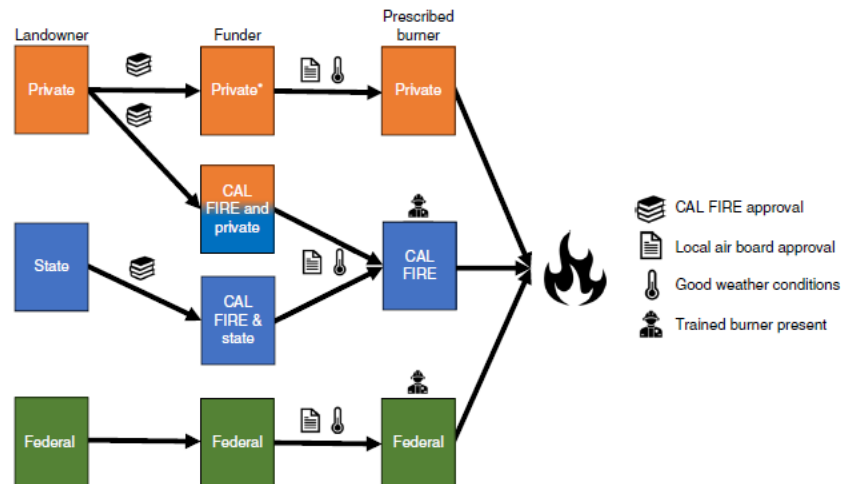 Landowner
Funder
Prescribed
burner
Private
Private*
Private
CAL
FIRE and
private
State
CAL
FIRE &
state
CAL
FIRE
Federal
Federal
Federal
CAL FIRE approval
Local air board approval
Good weather conditions
Trained burner present